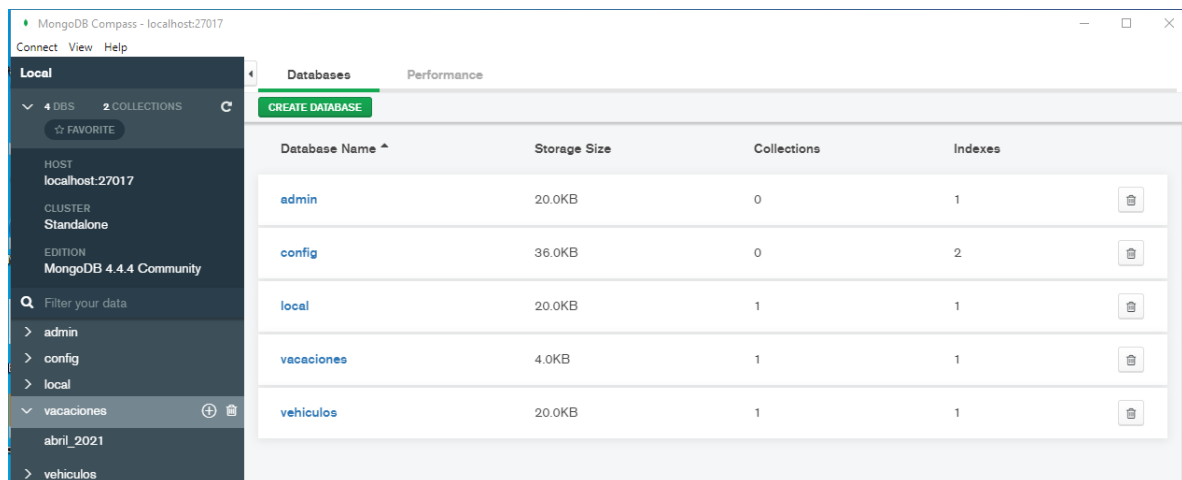 MongoDB Compass - localhost:27017
Connect View Help
Local
4 DBS 2 COLLECTIONS
FAVORITE
HOST
localhost:27017
CLUSTER
Standalone
EDITION
MongoDB 4.4.4 Community
Filter your data
admin
config
local
vacaciones
abril_2021
vehiculos
Databases Performance
CREATE DATABASE
Database Name Storage Size Collections Indexes
admin 20.0KB 0 1
config 36.0KB 0 2
local 20.0KB 1 1
vacaciones 4.0KB 1 1
vehiculos 20.0KB 1 1